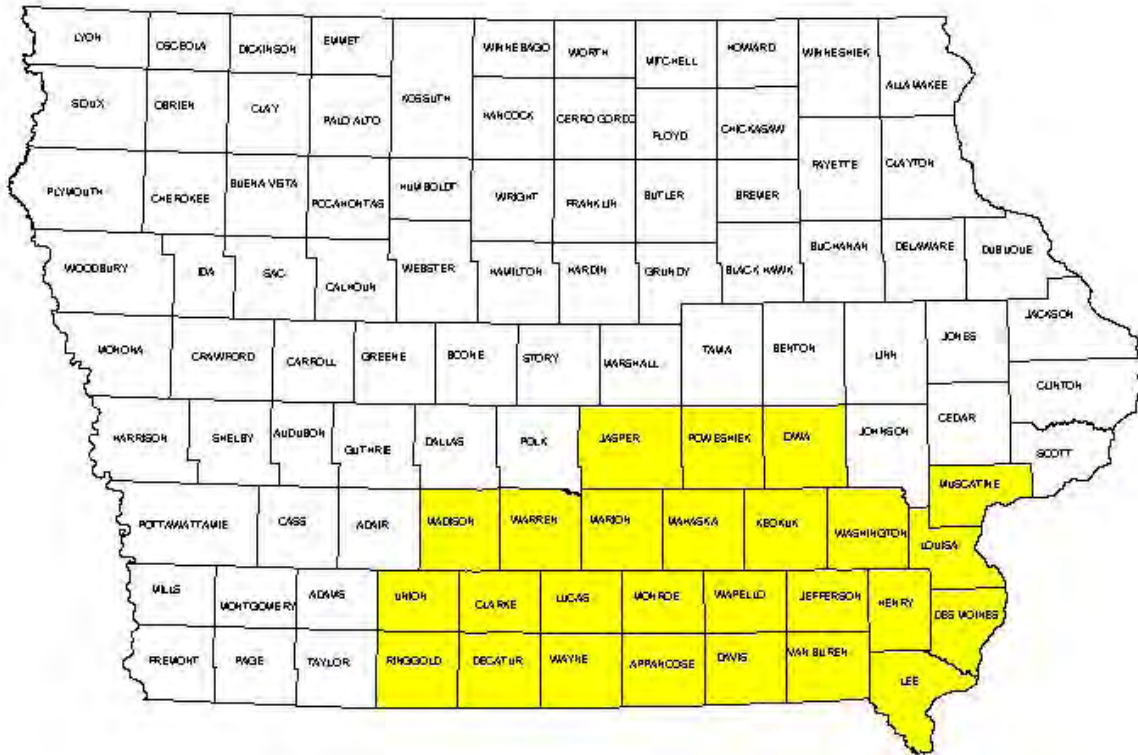 LYON
OSCEOLA
DICKINSON
EMMET
WINNEBAGO
WORTH
MITCHELL
HOWARD
WINNESHIEK
ALLAMAKEE
SIOUX
OBRIEN
CLAY
PALO ALTO
KOSSUTH
HANCOCK
CERRO GORDO
FLOYD
CHICKASAW
PLYMOUTH
CHEROKEE
BUENA VISTA
POCAHONTAS
HUMBOLDT
WRIGHT
FRANKLIN
BUTLER
BREMER
FAYETTE
CLAYTON
WOODBURY
IDA
SAC
CALHOUN
WEBSTER
HAMILTON
HARDIN
GRUNDY
BLACK HAWK
BUCHANAN
DELAWARE
DUBUQUE
MONONA
CRAWFORD
CARROLL
GREENE
BOONE
STORY
MARSHALL
TAMA
BENTON
LINN
JONES
JACKSON
CLINTON
HARRISON
SHELBY
AUDUBON
GUTHRIE
DALLAS
POLK
JASPER
POWESHIEK
IOWA
JOHNSON
CEDAR
SCOTT
MUSCATINE
POTTAWATTAMIE
CASS
ADAIR
MADISON
WARREN
MARION
MAHASKA
KEOKUK
WASHINGTON
LOUISA
MILLS
MONTGOMERY
ADAMS
UNION
CLARKE
LUCAS
MONROE
WAPELLO
JEFFERSON
HENRY
DES MOINES
FREMONT
PAGE
TAYLOR
RINGGOLD
DECATUR
WAYNE
APPANOOSE
DAVIS
VAN BUREN
LEE